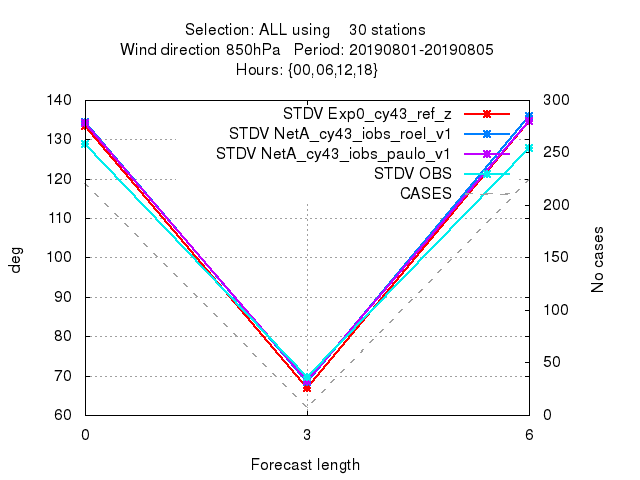 Selection: ALL using 30 stations
Wind direction 850hPa Period: 20190801-20190805
Hours: {00,06,12,18}
140
130
120
110
100
90
80
70
60
300
250
200
150
100
50
0
STDV Exp0_cy43_ref_z
STDV NetA_cy43_iobs_roel_v1
STDV NetA_cy43_iobs_paulo_v1
STDV OBS
CASES
deg
No cases
0 3 6
Forecast length